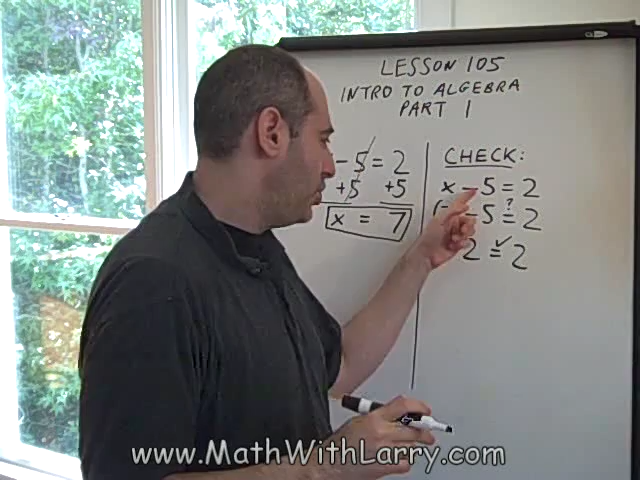 LESSON 105
INTRO TO ALGEBRA
PART 1
- 5 = 2
+5 +5
x = 7
CHECK:
x - 5 = 2
( - 5 ?= 2
2 =✓ 2
www.MathWithLarry.com